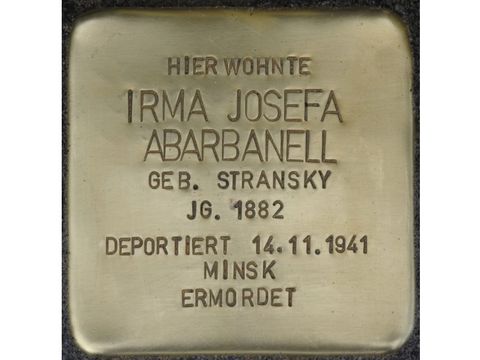 HIER WOHNTE
IRMA JOSEFA
ABARBANELL
GEB. STRANSKY
JG. 1882
DEPORTIERT 14.11.1941
MINSK
ERMORDET